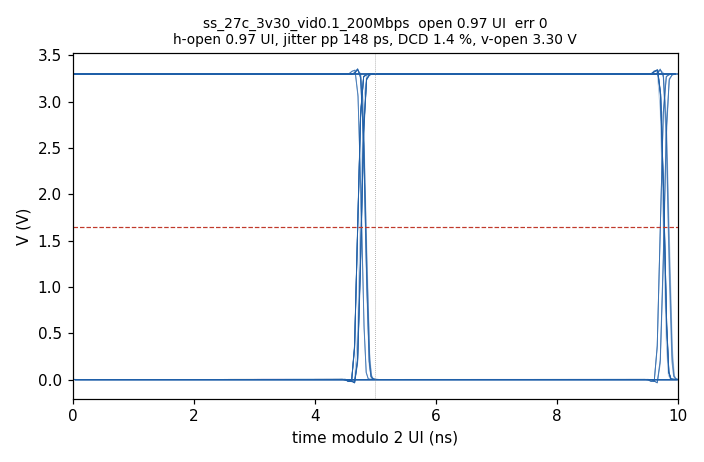 ss_27c_3v30_vid0.1_200Mbps  open 0.97 UI  err 0
h-open 0.97 UI, jitter pp 148 ps, DCD 1.4 %, v-open 3.30 V
3.5
3.0
2.5
2.0
1.5
1.0
0.5
0.0
V (V)
0 2 4 6 8 10
time modulo 2 UI (ns)